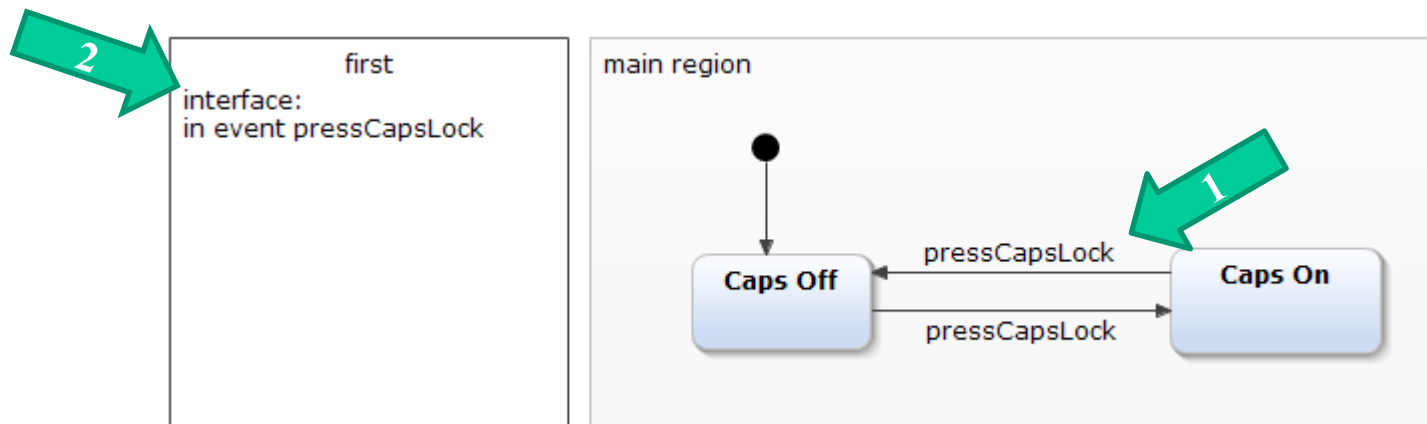 2
first
interface:
in event pressCapsLock
main region
1
pressCapsLock
Caps Off
Caps On
pressCapsLock